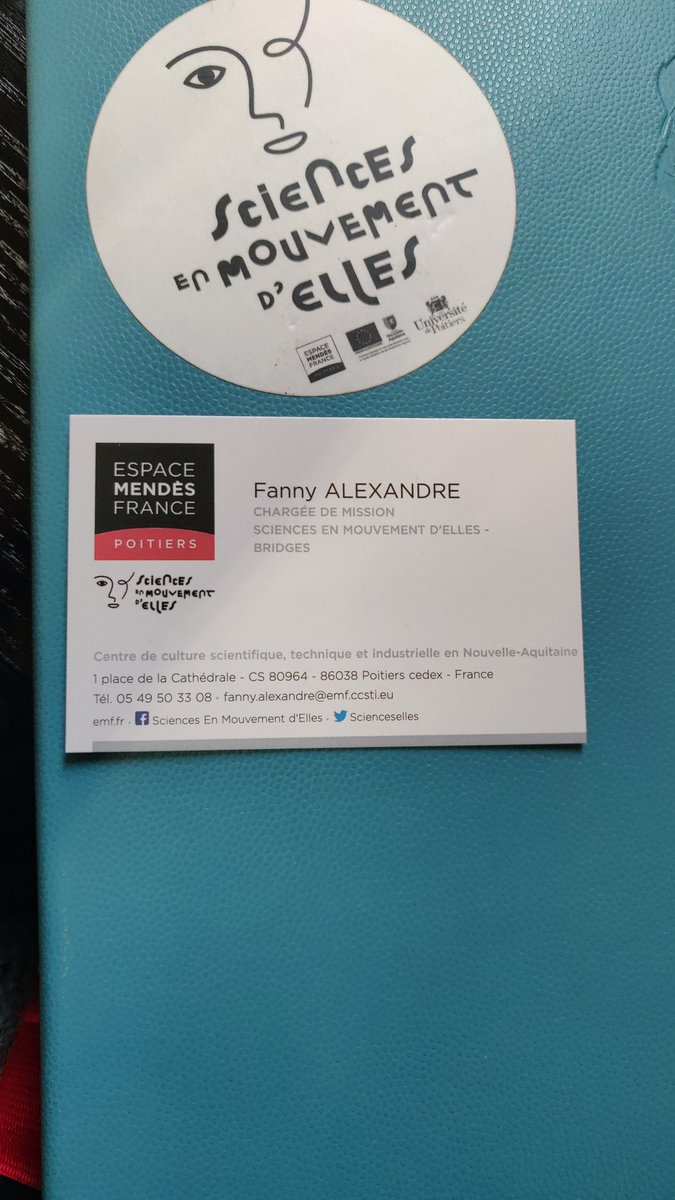 SCIENCES
EN MOUVEMENT
D'ELLES
ESPACE
MENDÈS
FRANCE
POITIERS
Université
de Poitiers
ESPACE
MENDÈS
FRANCE
POITIERS
SCIENCES
EN MOUVEMENT
D'ELLES
Fanny ALEXANDRE
CHARGÉE DE MISSION
SCIENCES EN MOUVEMENT D'ELLES -
BRIDGES
Centre de culture scientifique, technique et industrielle en Nouvelle-Aquitaine
1 place de la Cathédrale - CS 80964 - 86038 Poitiers cedex - France
Tél. 05 49 50 33 08 · fanny.alexandre@emf.ccsti.eu
emf.fr · Sciences En Mouvement d'Elles · Scienceselles